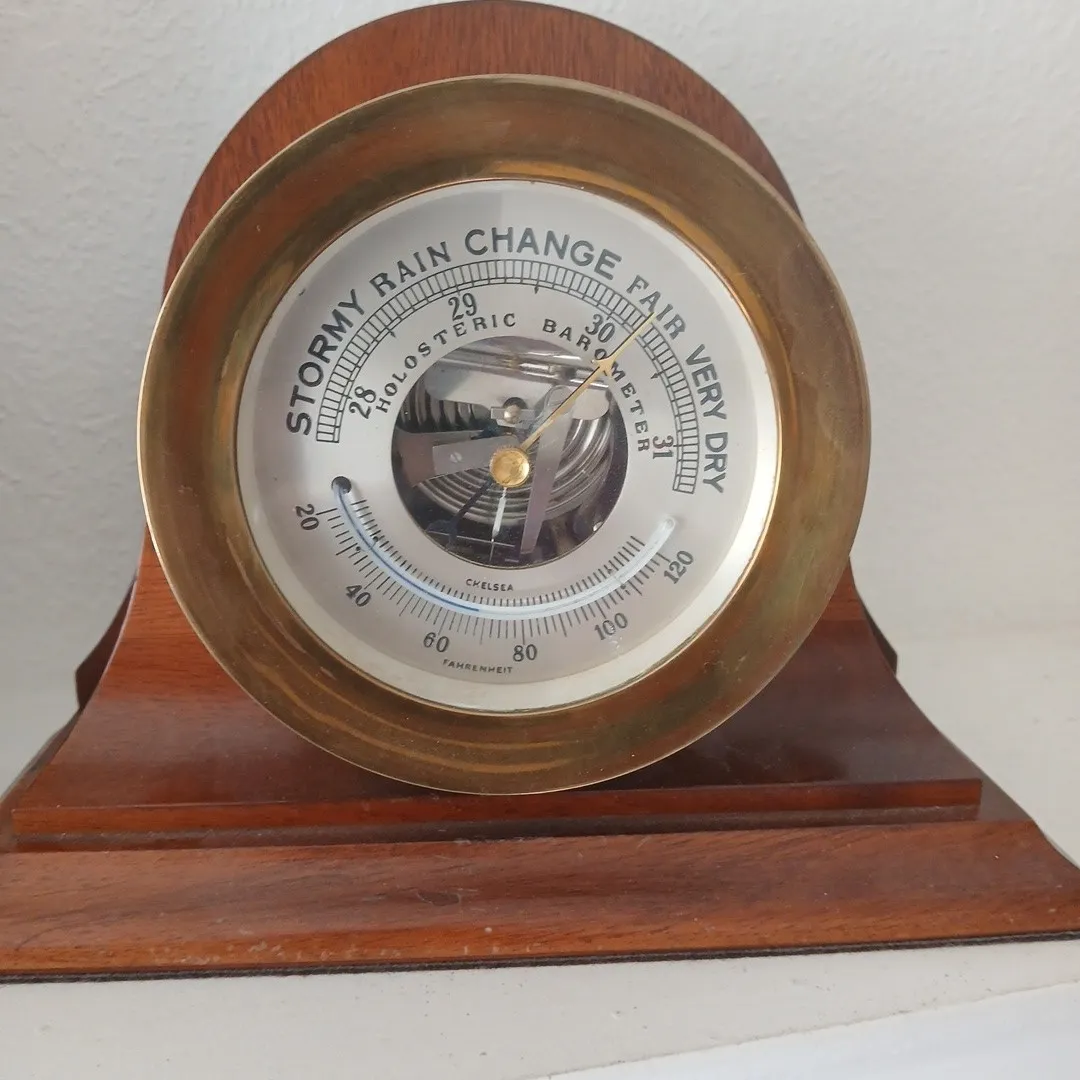 STORMY RAIN CHANGE FAIR VERY DRY
28 29 30 31
HOLOSTERIC BAROMETER
CHELSEA
20 40 60 80 100 120
FAHRENHEIT